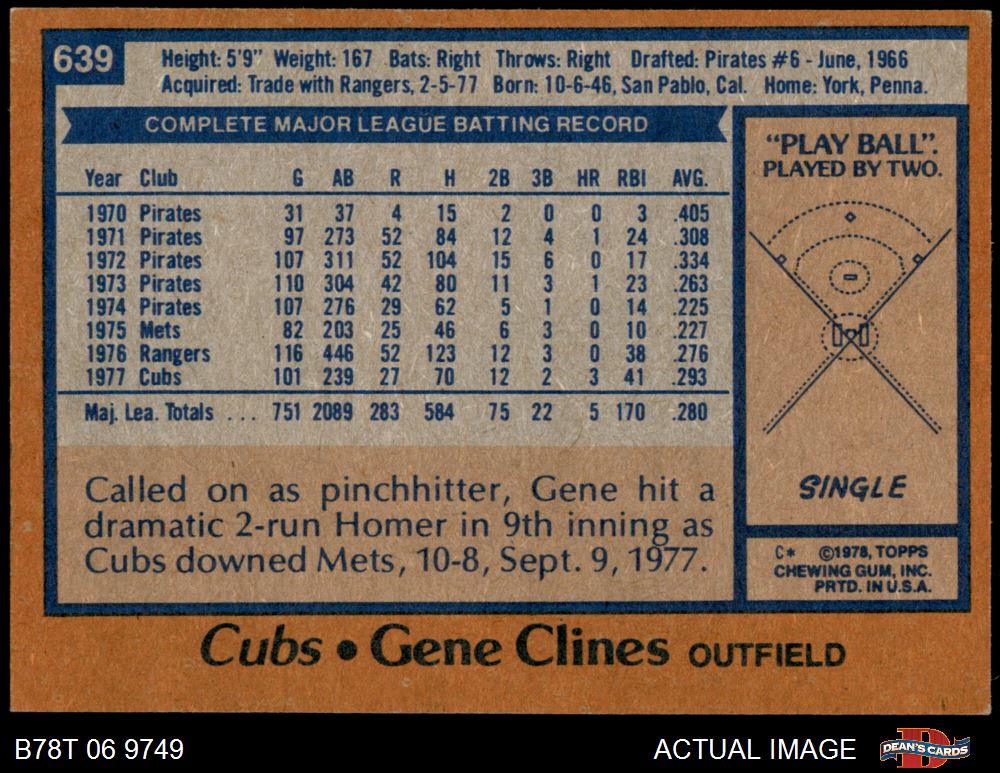 639
Height: 5'9" Weight: 167 Bats: Right Throws: Right Drafted: Pirates #6 - June, 1966
Acquired: Trade with Rangers, 2-5-77 Born: 10-6-46, San Pablo, Cal. Home: York, Penna.
COMPLETE MAJOR LEAGUE BATTING RECORD
Year Club G AB R H 2B 3B HR RBI AVG.
1970 Pirates 31 37 4 15 2 0 0 3 .405
1971 Pirates 97 273 52 84 12 4 1 24 .308
1972 Pirates 107 311 52 104 15 6 0 17 .334
1973 Pirates 110 304 42 80 11 3 1 23 .263
1974 Pirates 107 276 29 62 5 1 0 14 .225
1975 Mets 82 203 25 46 6 3 0 10 .227
1976 Rangers 116 446 52 123 12 3 0 38 .276
1977 Cubs 101 239 27 70 12 2 3 41 .293
Maj. Lea. Totals ... 751 2089 283 584 75 22 5 170 .280
Called on as pinchhitter, Gene hit a
dramatic 2-run Homer in 9th inning as
Cubs downed Mets, 10-8, Sept. 9, 1977.
"PLAY BALL".
PLAYED BY TWO.
SINGLE
C* ©1978, TOPPS
CHEWING GUM, INC.
PRTD. IN U.S.A.
Cubs • Gene Clines OUTFIELD
B78T 06 9749
ACTUAL IMAGE
DEAN'S CARDS